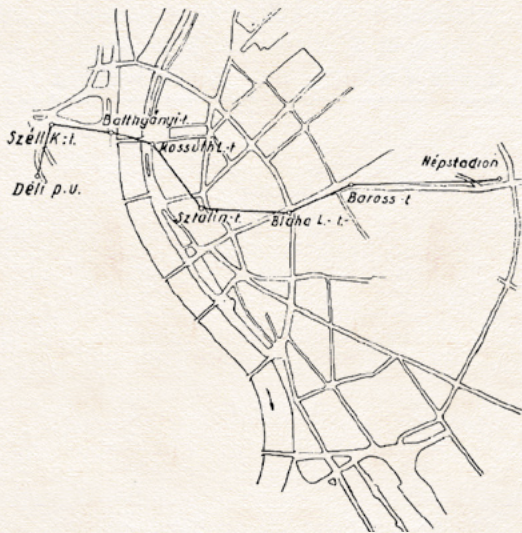 Batthyányi-t.
Széll K.-t.
Kossuth L.-t
Népstadion
Déli p.u.
Baross-t
Sztálin-t.
Blaha L.-t.-